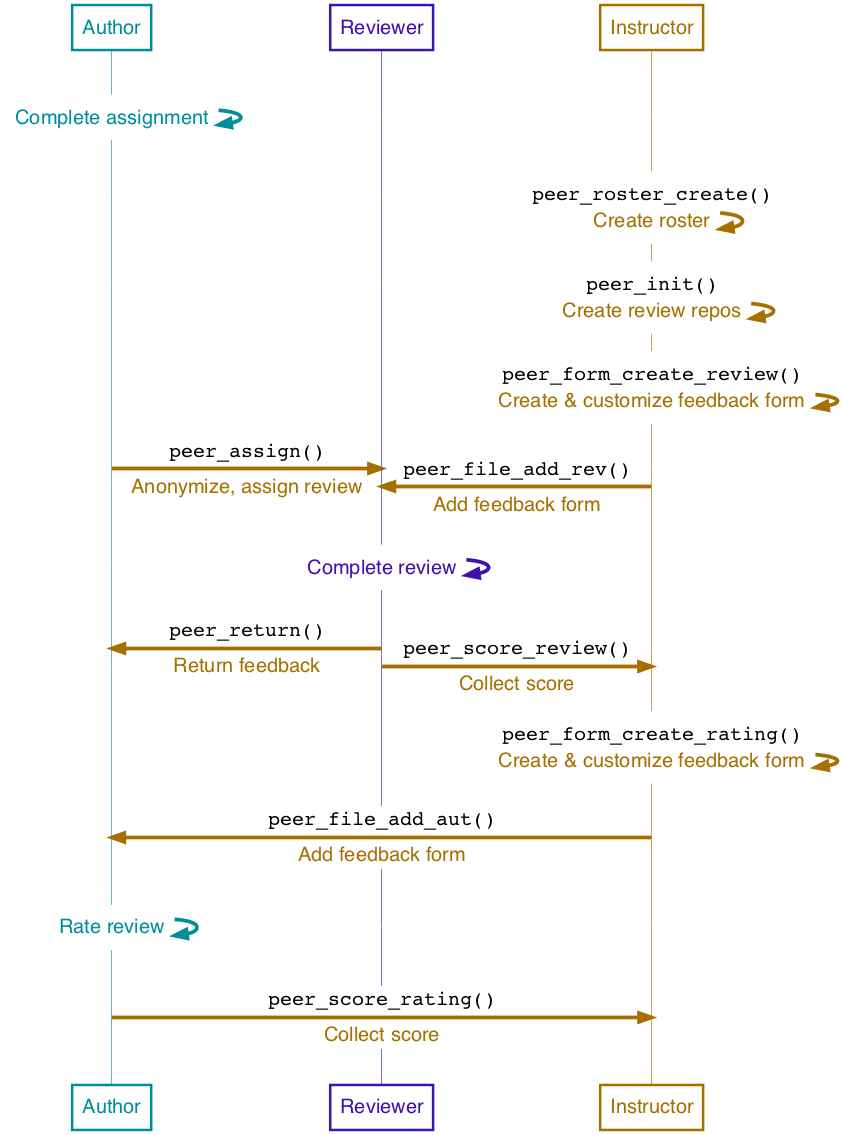 Author
Reviewer
Instructor
Complete assignment
peer_roster_create()
Create roster
peer_init()
Create review repos
peer_form_create_review()
Create & customize feedback form
peer_assign()
Anonymize, assign review
peer_file_add_rev()
Add feedback form
Complete review
peer_return()
Return feedback
peer_score_review()
Collect score
peer_form_create_rating()
Create & customize feedback form
peer_file_add_aut()
Add feedback form
Rate review
peer_score_rating()
Collect score
Author
Reviewer
Instructor